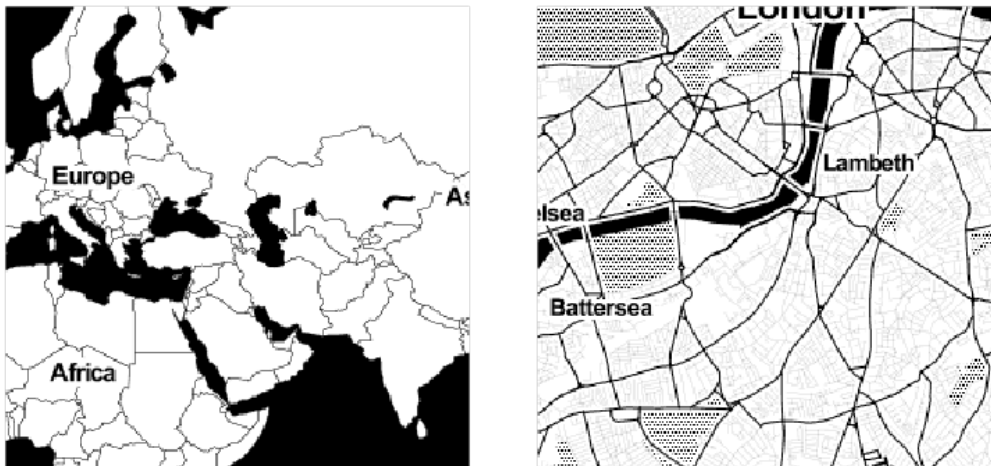 Europe
As
Africa
London
Lambeth
elsea
Battersea